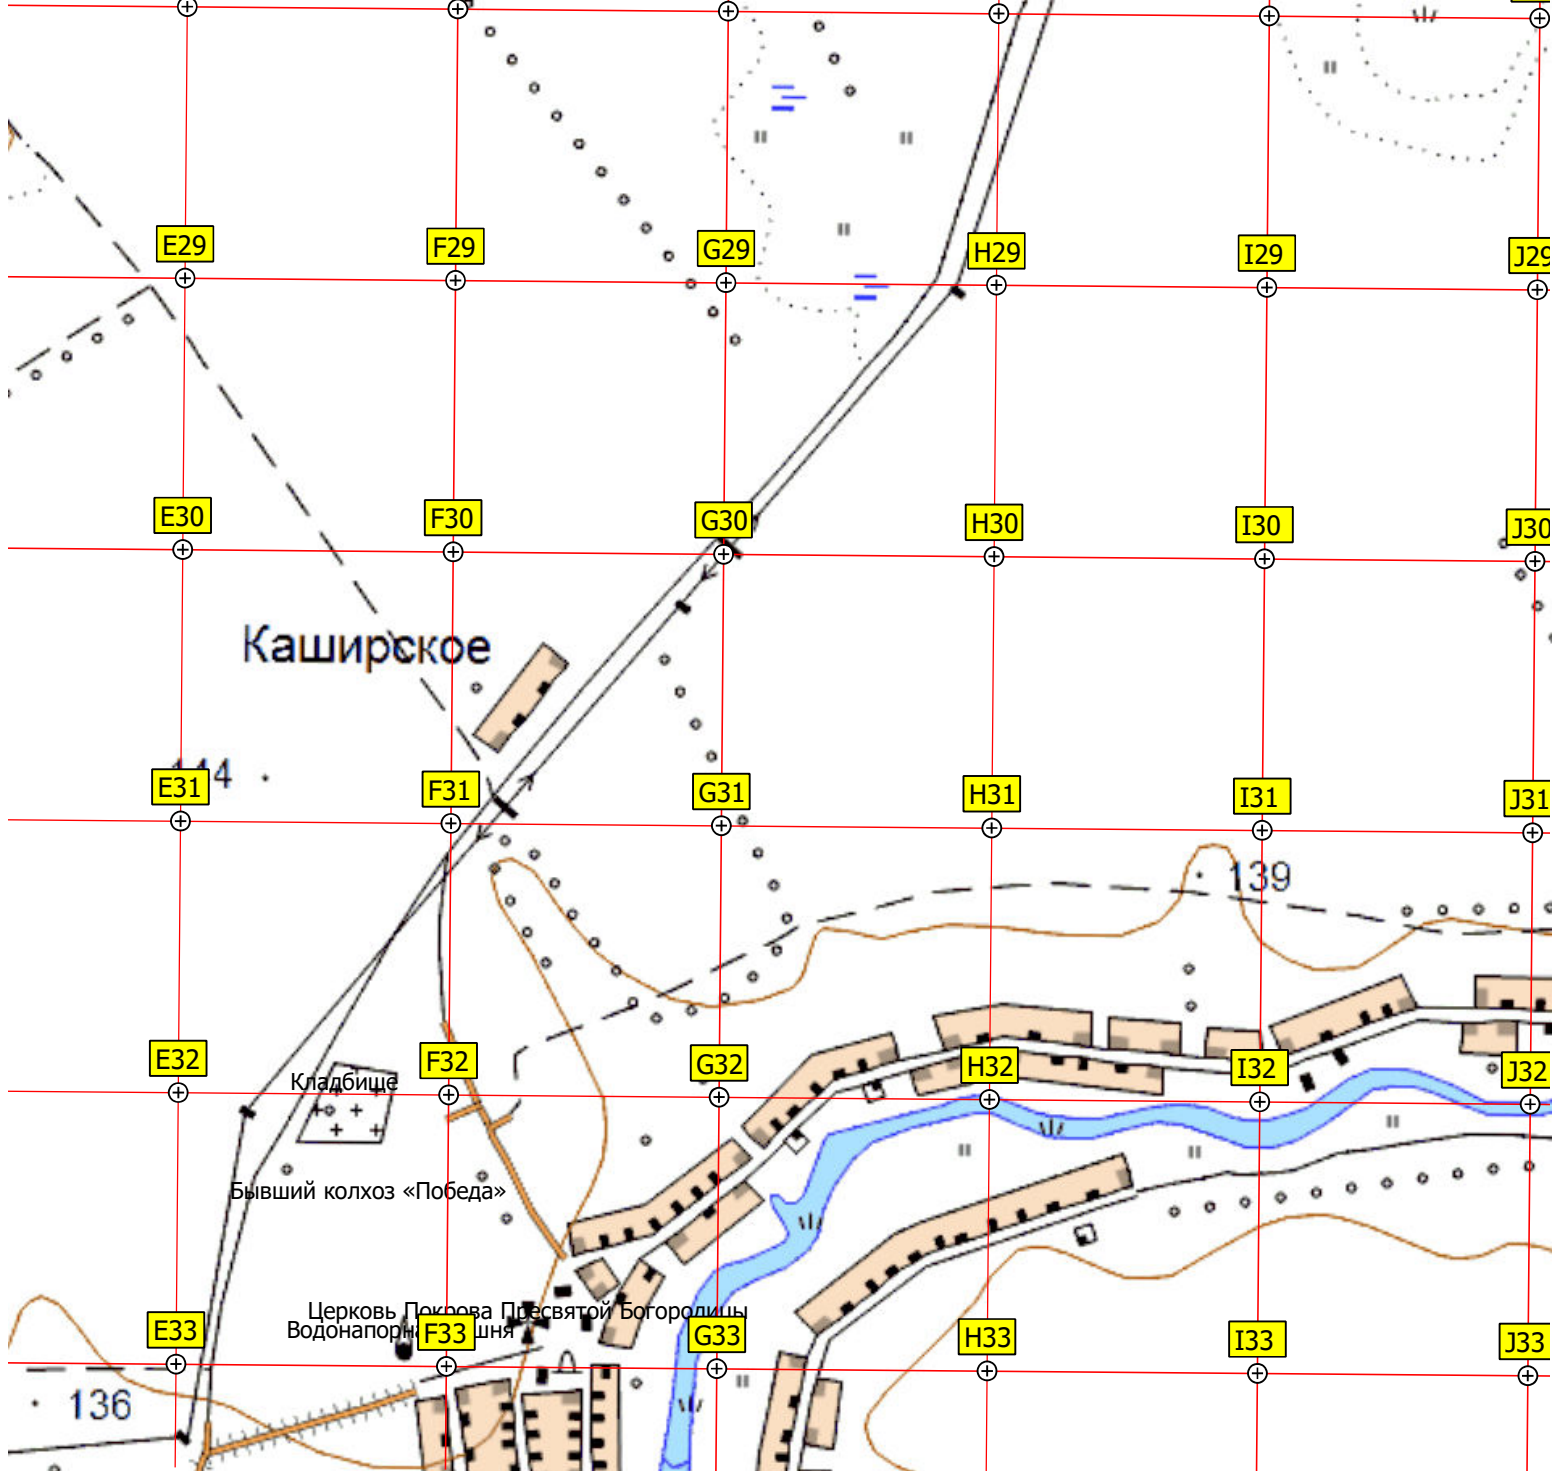 E29
F29
G29
H29
I29
J29
E30
F30
G30
H30
I30
J30
Каширское
144
E31
F31
G31
H31
I31
J31
139
E32
F32
G32
H32
I32
J32
Кладбище
Бывший колхоз «Победа»
Церковь Покрова Пресвятой Богородицы
E33
F33
G33
H33
I33
J33
136